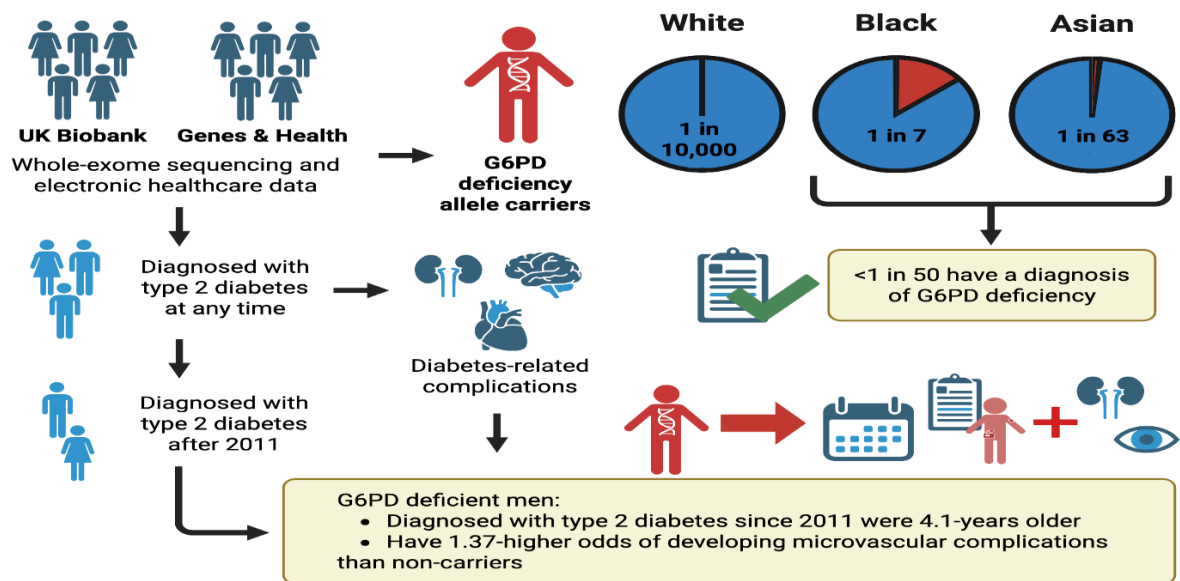 UK Biobank
Genes & Health
Whole-exome sequencing and
electronic healthcare data
G6PD
deficiency
allele carriers
White
Black
Asian
1 in
10,000
1 in 7
1 in 63
<1 in 50 have a diagnosis
of G6PD deficiency
Diagnosed with
type 2 diabetes
at any time
Diabetes-related
complications
Diagnosed with
type 2 diabetes
after 2011
G6PD deficient men:
• Diagnosed with type 2 diabetes since 2011 were 4.1-years older
• Have 1.37-higher odds of developing microvascular complications
than non-carriers